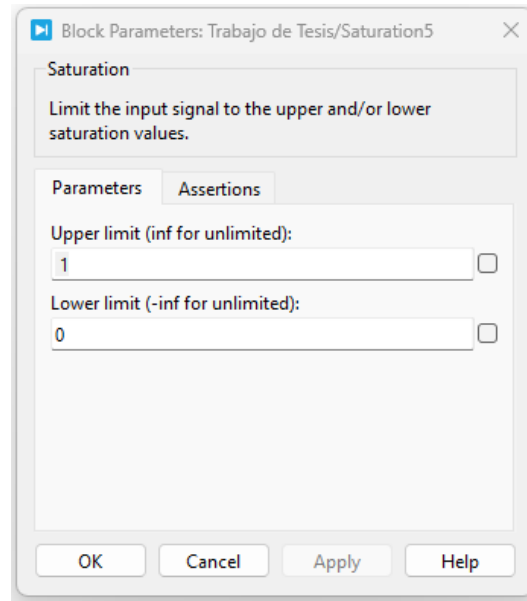 Block Parameters: Trabajo de Tesis/Saturation5
Saturation
Limit the input signal to the upper and/or lower
saturation values.
Parameters
Assertions
Upper limit (inf for unlimited):
1
Lower limit (-inf for unlimited):
0
OK
Cancel
Apply
Help